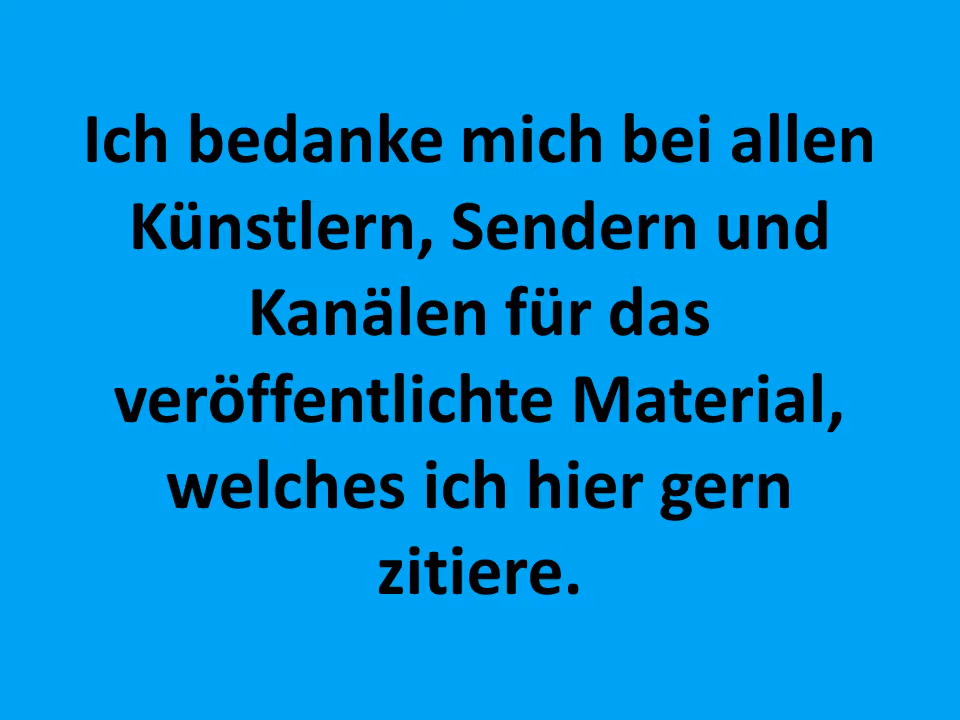 Ich bedanke mich bei allen
Künstlern, Sendern und
Kanälen für das
veröffentlichte Material,
welches ich hier gern
zitiere.